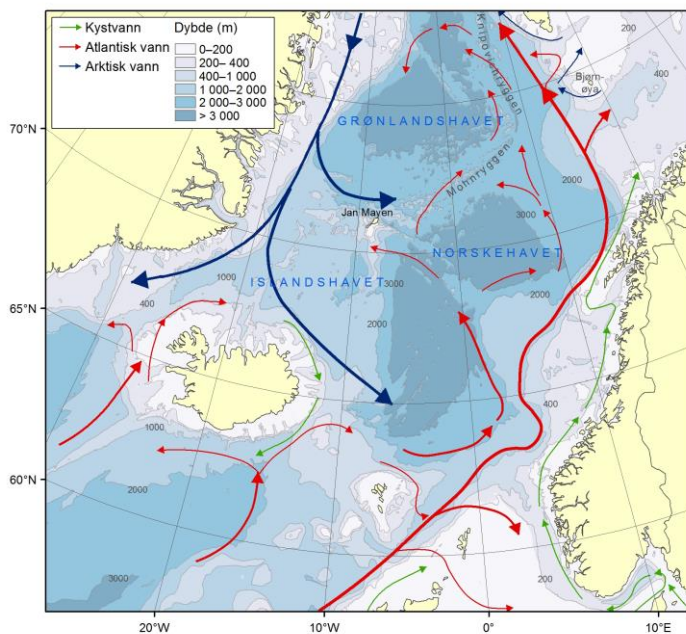 Kystvann
Atlantisk vann
Arktisk vann
Dybde (m)
0–200
200– 400
400–1 000
1 000–2 000
2 000–3 000
> 3 000
Knipovichryggen
200
Bjørn-
øya
400
GRØNLANDSHAVET
70°N
Mohnryggen
2000
Jan Mayen
3000
NORSKEHAVET
1000
ISLANDSHAVET
3000
2000
400
65°N
2000
1000
400
60°N
2000
3000
200
20°W
10°W
0°
10°E